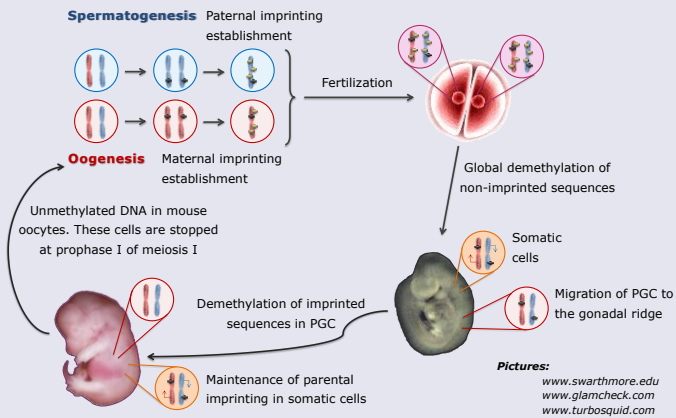 Spermatogenesis
Paternal imprinting
establishment
Fertilization
Oogenesis
Maternal imprinting
establishment
Global demethylation of
non-imprinted sequences
Unmethylated DNA in mouse
oocytes. These cells are stopped
at prophase I of meiosis I
Somatic
cells
Migration of PGC to
the gonadal ridge
Demethylation of imprinted
sequences in PGC
Maintenance of parental
imprinting in somatic cells
Pictures:
www.swarthmore.edu
www.glamcheck.com
www.turbosquid.com